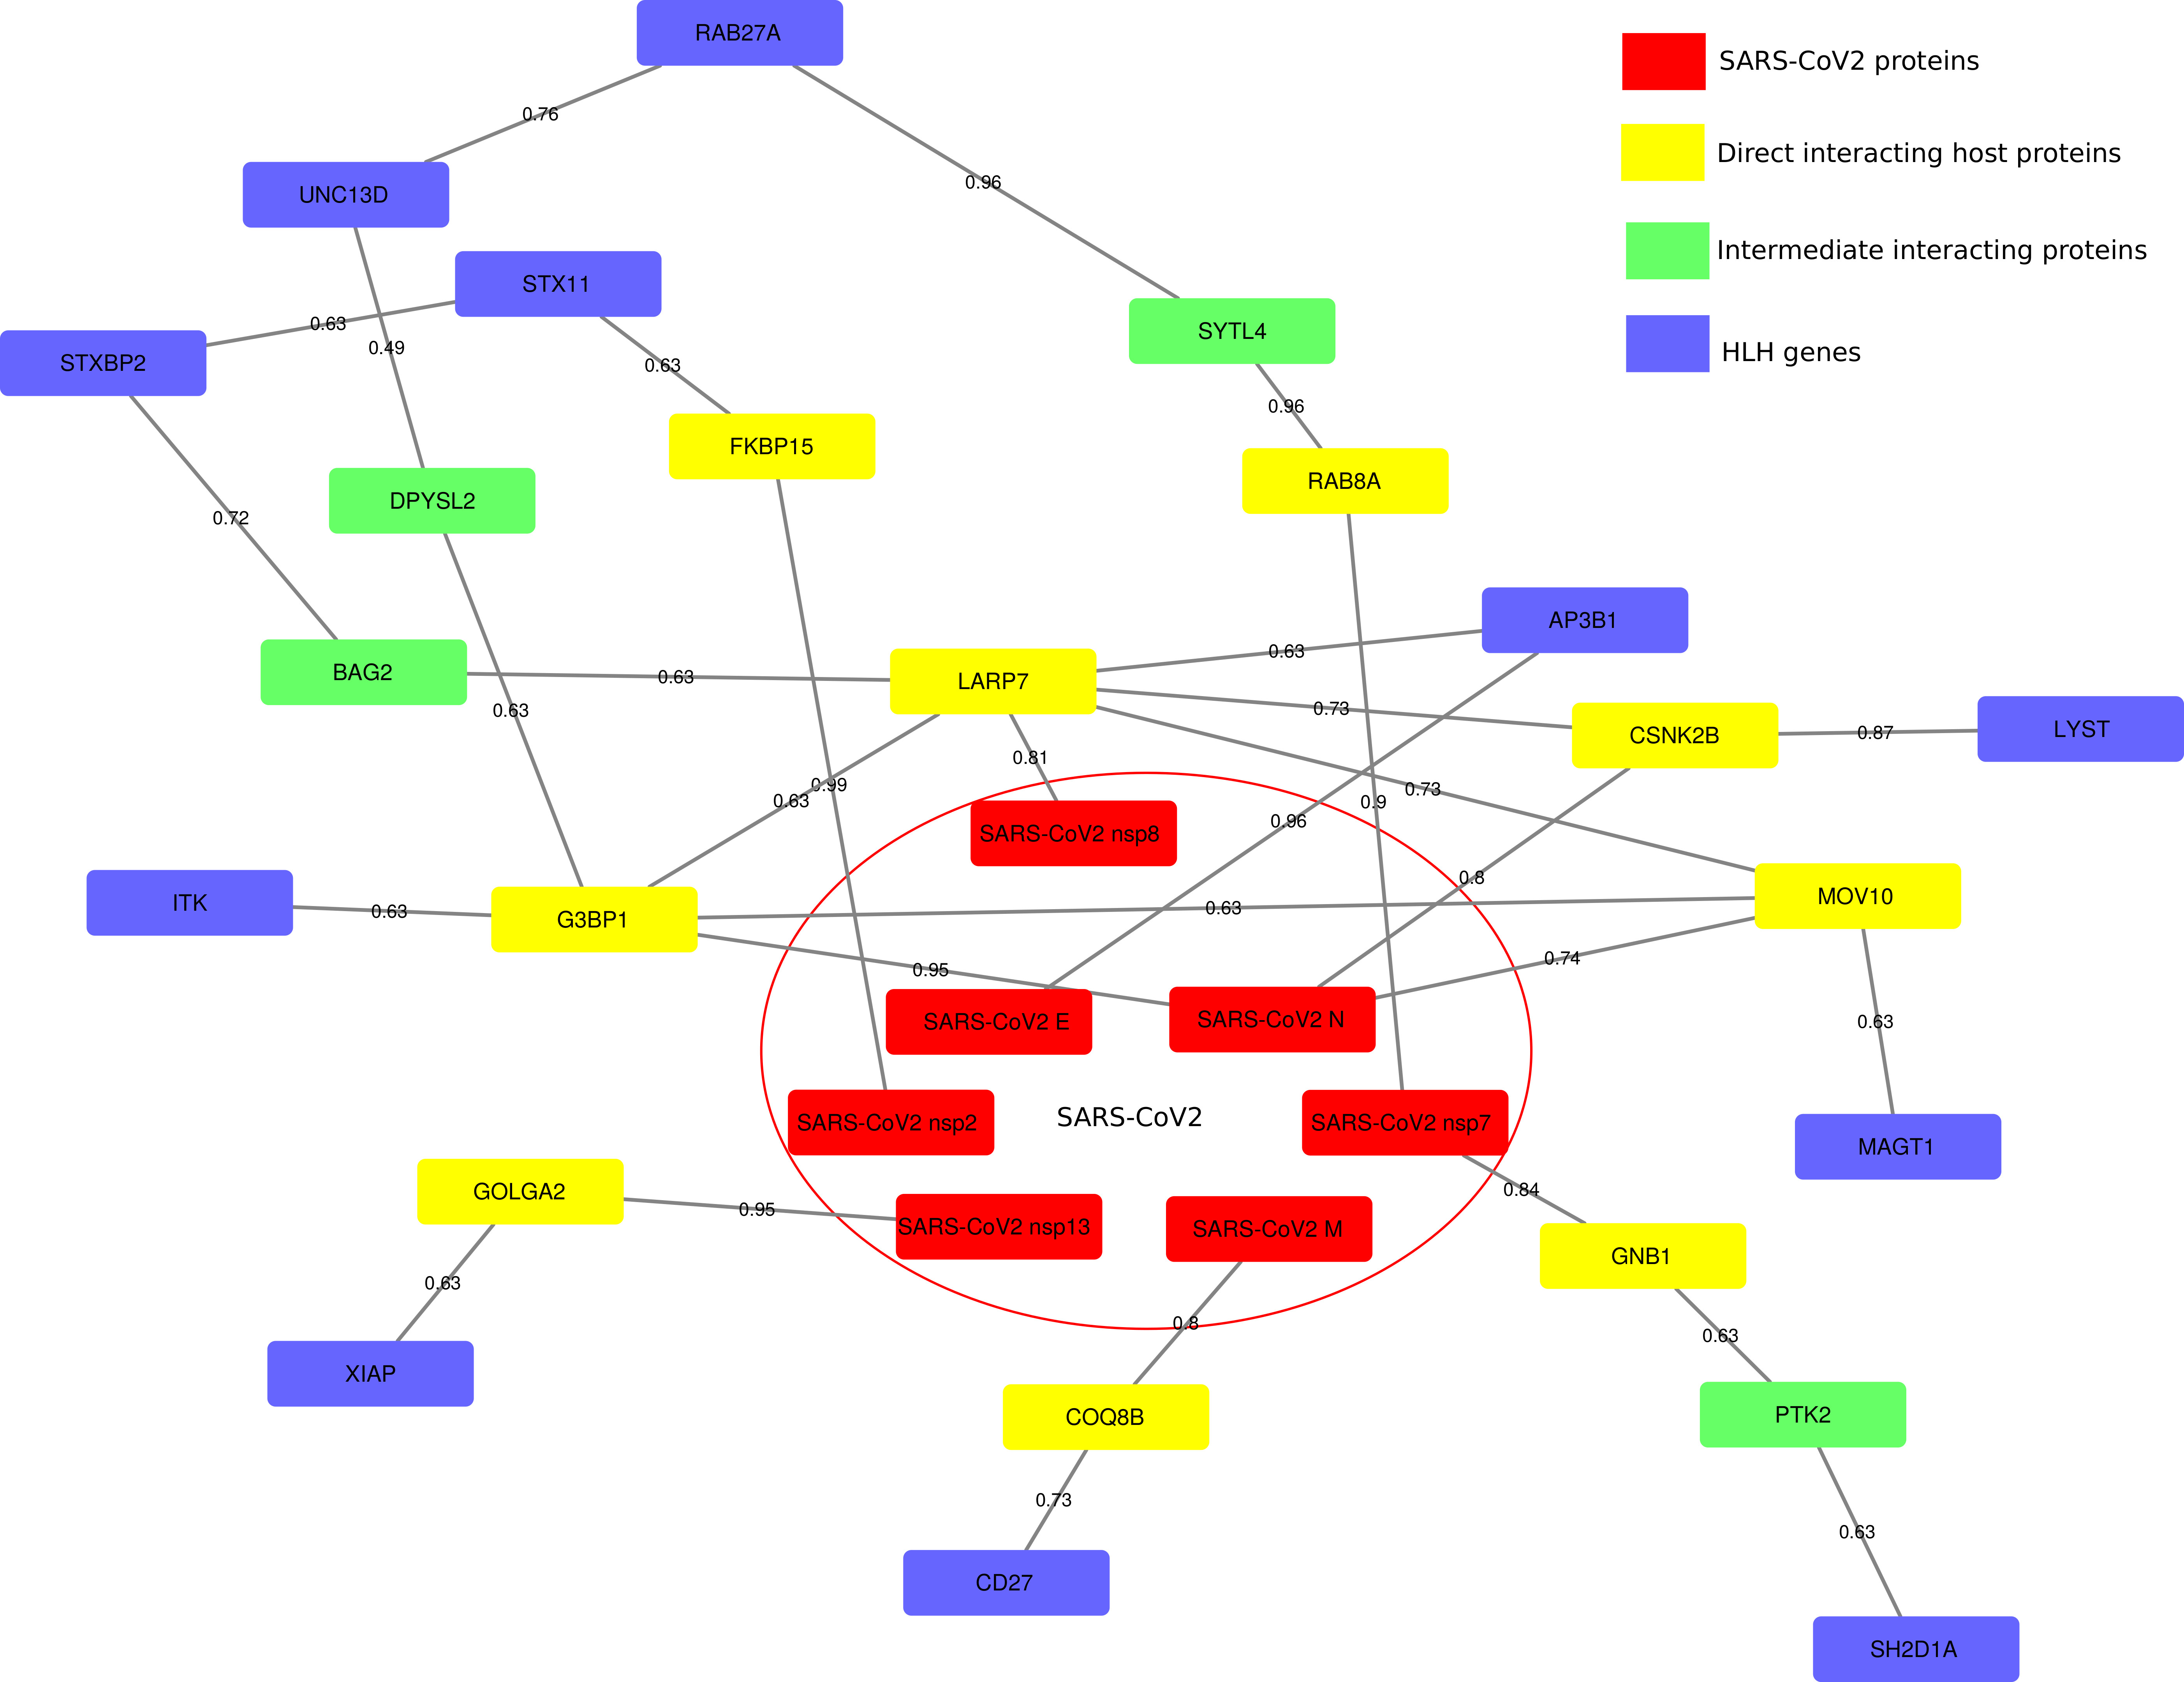 RAB27A
SARS-CoV2 proteins
0.76
Direct interacting host proteins
0.96
UNC13D
Intermediate interacting proteins
STX11
0.63
SYTL4
0.49
HLH genes
STXBP2
0.63
0.96
FKBP15
RAB8A
DPYSL2
0.72
AP3B1
0.63
BAG2
0.63
LARP7
0.63
0.73
CSNK2B
0.87
LYST
0.81
0.99
0.63
0.9
0.73
0.96
SARS-CoV2 nsp8
0.8
MOV10
ITK
0.63
G3BP1
0.63
0.95
0.74
SARS-CoV2 E
SARS-CoV2 N
0.63
SARS-CoV2 nsp2
SARS-CoV2
SARS-CoV2 nsp7
MAGT1
GOLGA2
0.95
0.84
SARS-CoV2 nsp13
SARS-CoV2 M
GNB1
0.63
0.8
0.63
XIAP
COQ8B
PTK2
0.73
0.63
CD27
SH2D1A